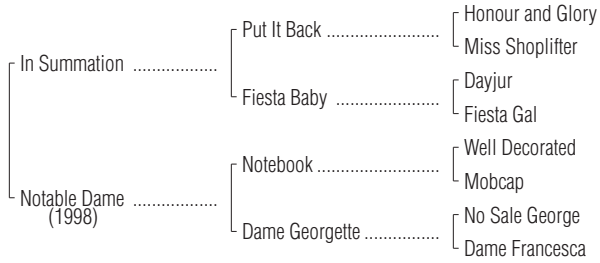 Honour and Glory
Put It Back ......................
Miss Shoplifter
In Summation .................
Dayjur
Fiesta Baby ....................
Fiesta Gal
Well Decorated
Notebook ........................
Mobcap
Notable Dame .................
(1998)
No Sale George
Dame Georgette ..............
Dame Francesca